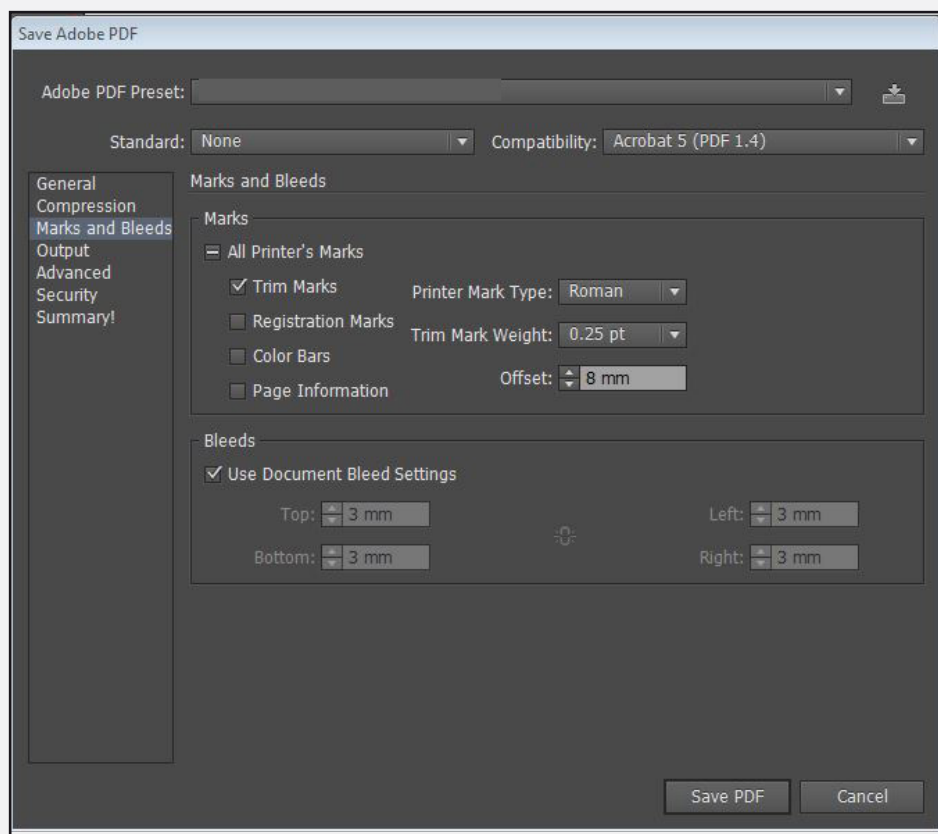 Save Adobe PDF
Adobe PDF Preset:
Standard: None Compatibility: Acrobat 5 (PDF 1.4)
General
Compression
Marks and Bleeds
Output
Advanced
Security
Summary!
Marks and Bleeds
Marks
All Printer's Marks
Trim Marks Printer Mark Type: Roman
Registration Marks Trim Mark Weight: 0.25 pt
Color Bars
Offset: 8 mm
Page Information
Bleeds
Use Document Bleed Settings
Top: 3 mm Left: 3 mm
Bottom: 3 mm Right: 3 mm
Save PDF Cancel